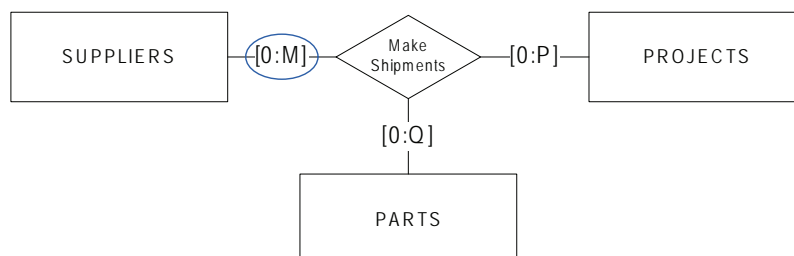 SUPPLIERS
[0:M]
Make
Shipments
[0:P]
PROJECTS
[0:Q]
PARTS